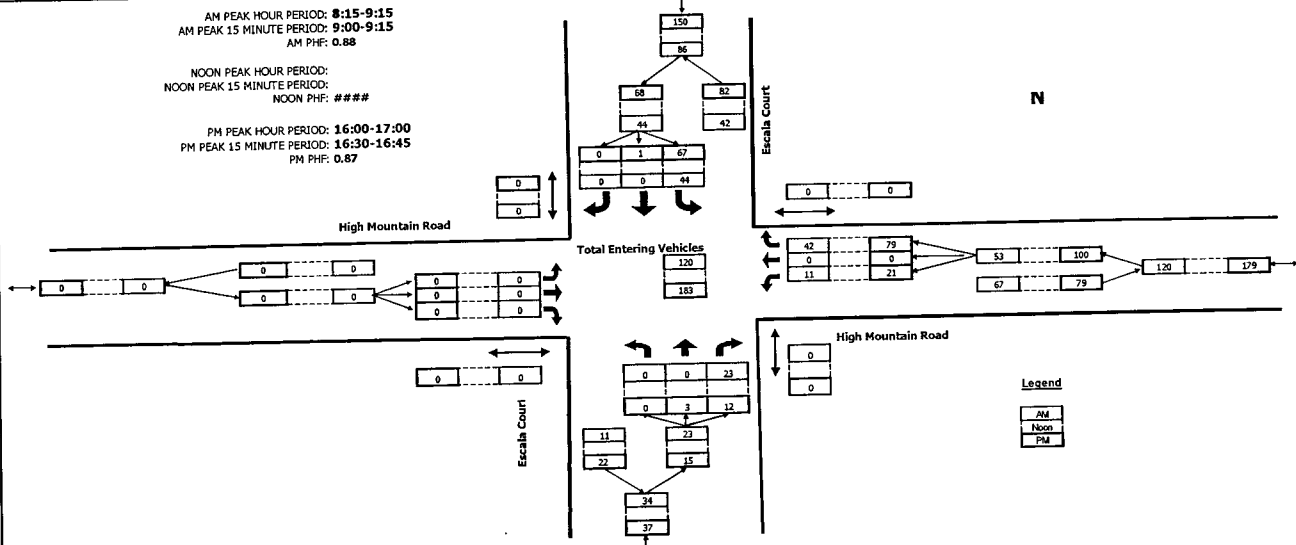 AM PEAK HOUR PERIOD: 8:15-9:15
AM PEAK 15 MINUTE PERIOD: 9:00-9:15
AM PHF: 0.88
NOON PEAK HOUR PERIOD:
NOON PEAK 15 MINUTE PERIOD:
NOON PHF: ####
PM PEAK HOUR PERIOD: 16:00-17:00
PM PEAK 15 MINUTE PERIOD: 16:30-16:45
PM PHF: 0.87
150
86
68 82
44 42
0 1 67
0 0 44
Escala Court
N
0
0
0 0
High Mountain Road
Total Entering Vehicles
120
183
0 0
0 0
0 0
0 0
0 0
0 0
42 79
0 0
11 21
53 100
67 79
120 179
High Mountain Road
0
0
0 0
Escala Court
0 0 23
0 3 12
11 23
22 15
34
37
Legend
AM
Noon
PM